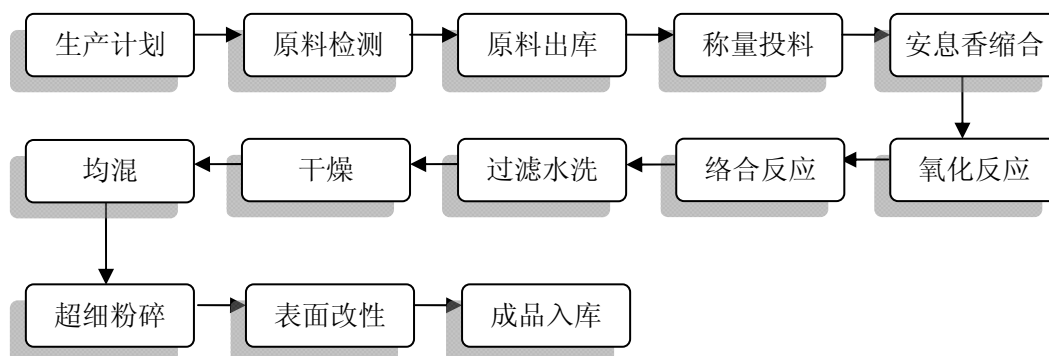 生产计划
原料检测
原料出库
称量投料
安息香缩合
均混
干燥
过滤水洗
络合反应
氧化反应
超细粉碎
表面改性
成品入库